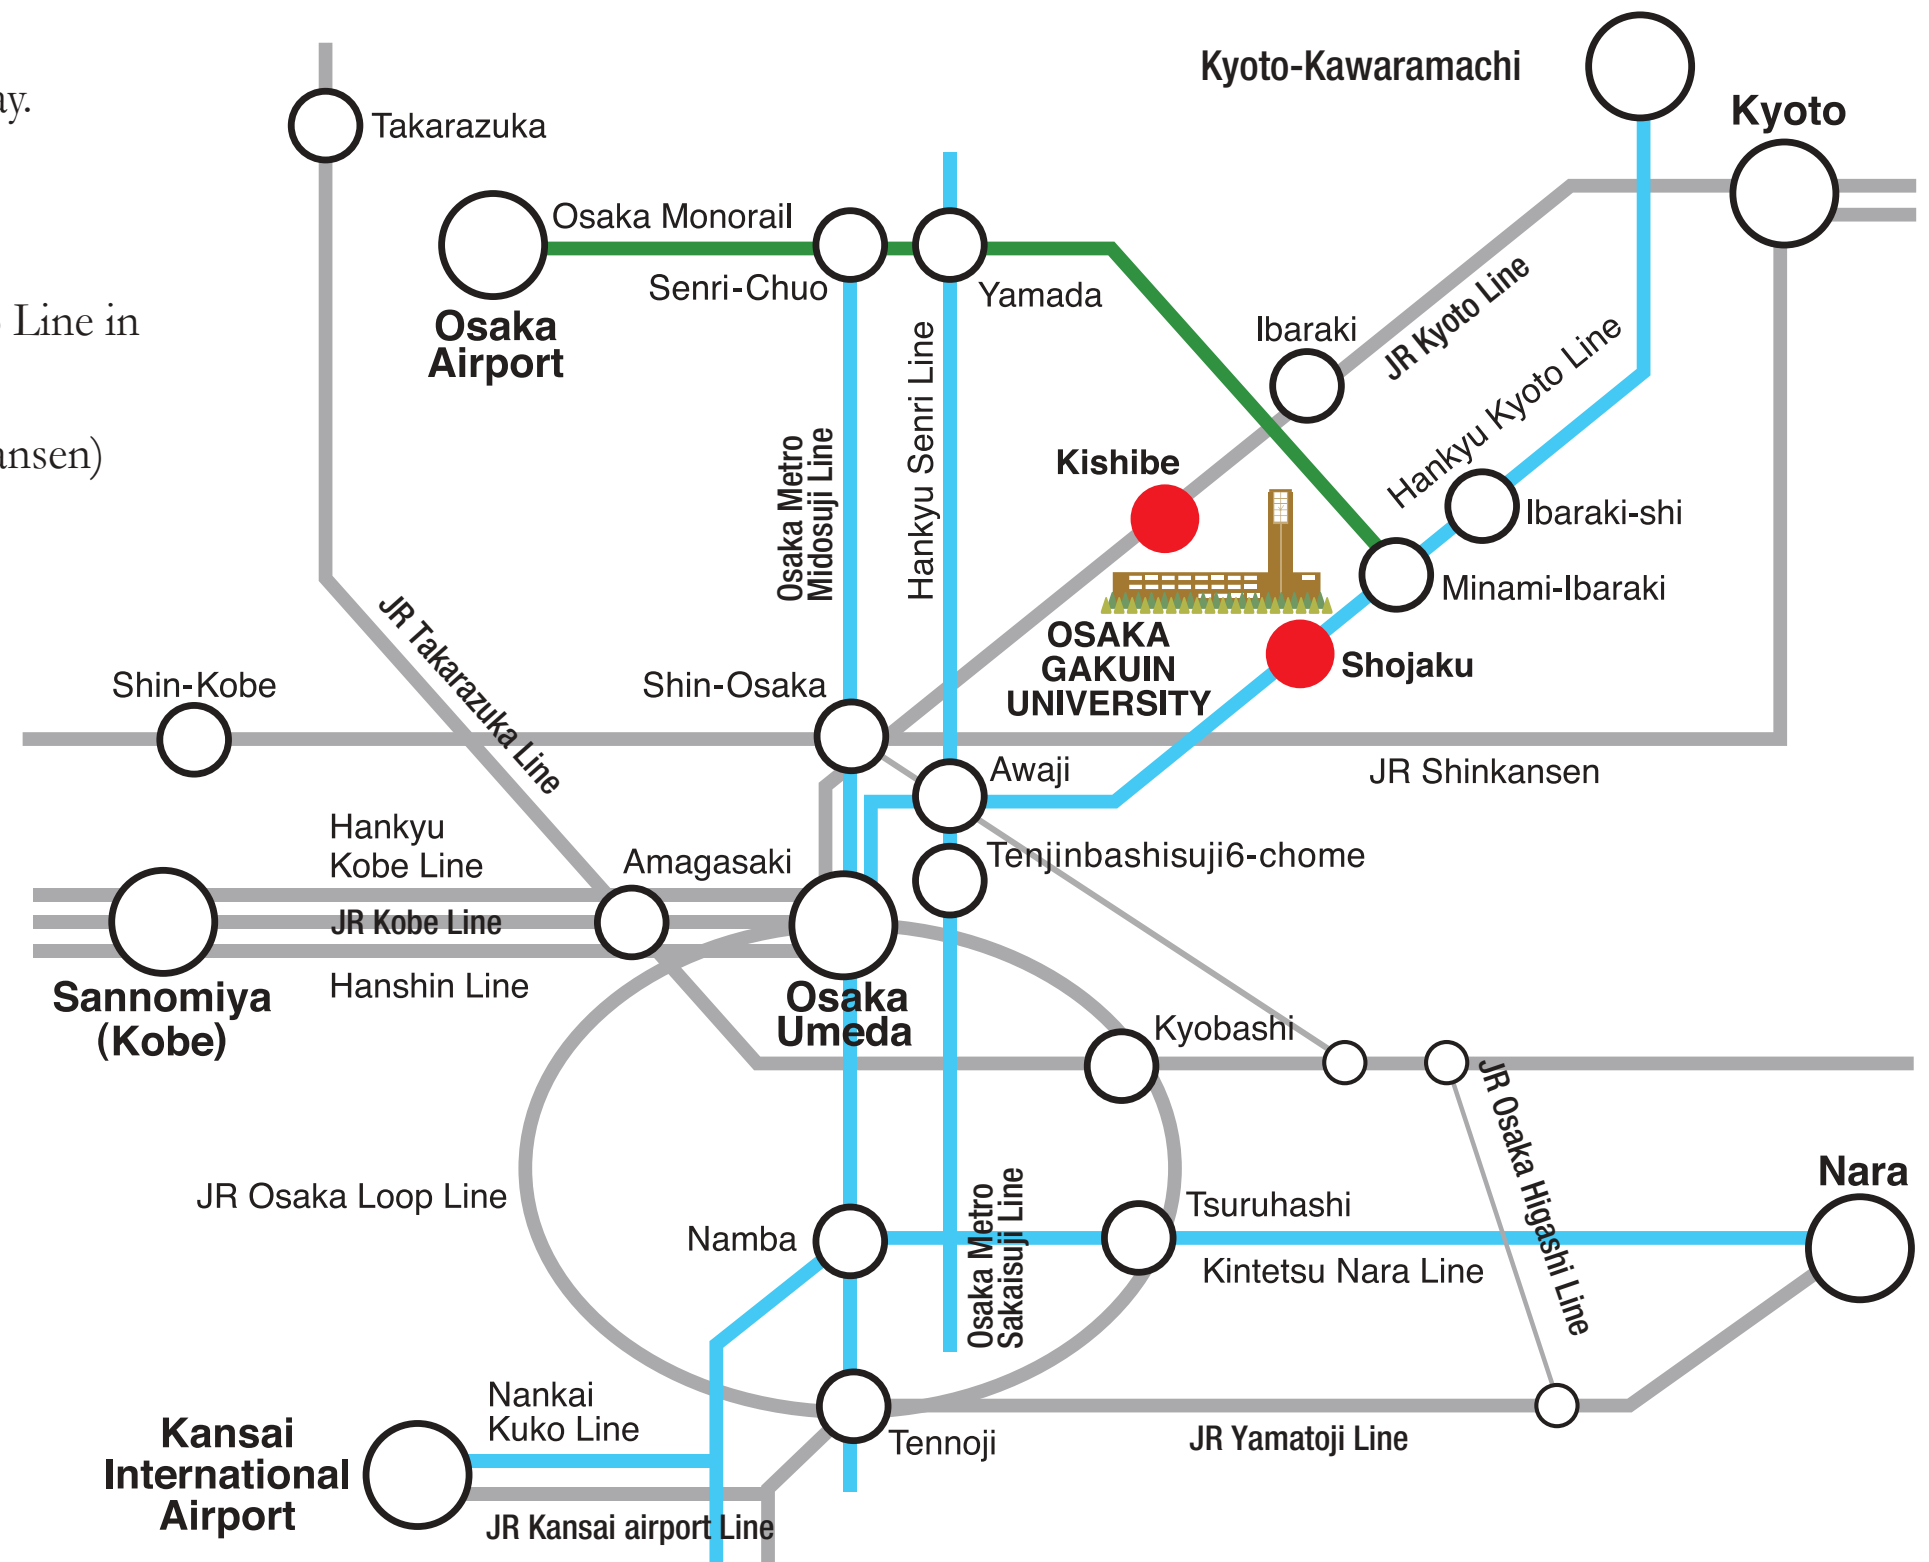 ay.
Line in
ansen)
Kyoto-Kawaramachi
Kyoto
Takarazuka
Osaka Monorail
Senri-Chuo
Yamada
Osaka
Airport
Ibaraki
JR Kyoto Line
Hankyu Kyoto Line
Osaka Metro
Midosuji Line
Hankyu Senri Line
Kishibe
Ibaraki-shi
Minami-Ibaraki
OSAKA
GAKUIN
UNIVERSITY
Shojaku
JR Takarazuka Line
Shin-Kobe
Shin-Osaka
Awaji
JR Shinkansen
Hankyu
Kobe Line
Amagasaki
Tenjinbashisuji6-chome
JR Kobe Line
Hanshin Line
Sannomiya
(Kobe)
Osaka
Umeda
Kyobashi
JR Osaka Higashi Line
JR Osaka Loop Line
Namba
Osaka Metro
Sakaisuji Line
Tsuruhashi
Kintetsu Nara Line
Nara
Nankai
Kuko Line
Kansai
International
Airport
Tennoji
JR Yamatoji Line
JR Kansai airport Line